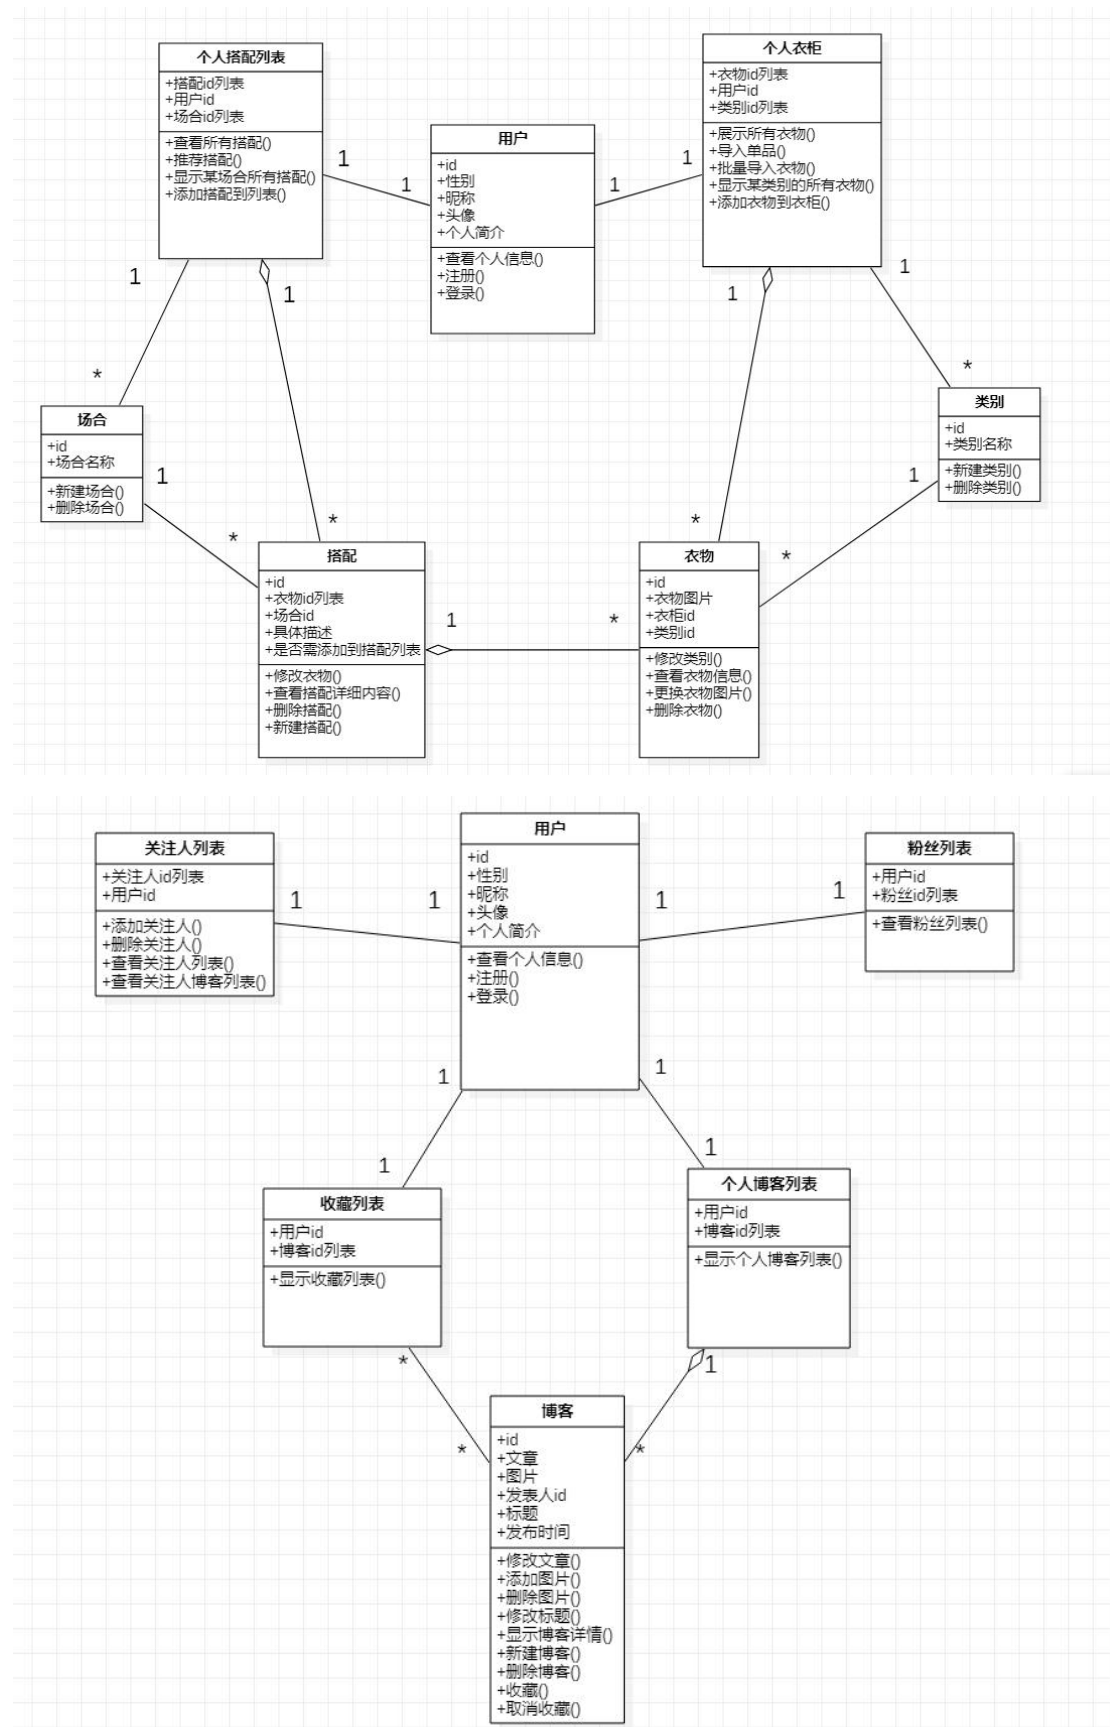 个人搭配列表
+搭配id列表
+用户id
+场合id列表
+查看所有搭配()
+推荐搭配()
+显示某场合所有搭配()
+添加搭配到列表()
1
1
用户
+id
+性别
+昵称
+头像
+个人简介
+查看个人信息()
+注册()
+登录()
1
1
个人衣柜
+衣物id列表
+用户id
+类别id列表
+展示所有衣物()
+导入单品()
+批量导入衣物()
+显示某类别的所有衣物()
+添加衣物到衣柜()
1
1
1
1
*
*
场合
+id
+场合名称
+新建场合()
+删除场合()
1
*
*
类别
+id
+类别名称
+新建类别()
+删除类别()
1
*
*
搭配
+id
+衣物id列表
+场合id
+具体描述
+是否需添加到搭配列表
+修改衣物()
+查看搭配详细内容()
+删除搭配()
+新建搭配()
1
*
衣物
+id
+衣物图片
+衣柜id
+类别id
+修改类别()
+查看衣物信息()
+更换衣物图片()
+删除衣物()
关注人列表
+关注人id列表
+用户id
+添加关注人()
+删除关注人()
+查看关注人列表()
+查看关注人博客列表()
1
1
用户
+id
+性别
+昵称
+头像
+个人简介
+查看个人信息()
+注册()
+登录()
1
1
粉丝列表
+用户id
+粉丝id列表
+查看粉丝列表()
1
1
1
1
收藏列表
+用户id
+博客id列表
+显示收藏列表()
个人博客列表
+用户id
+博客id列表
+显示个人博客列表()
*
1
*
*
博客
+id
+文章
+图片
+发表人id
+标题
+发布时间
+修改文章()
+添加图片()
+删除图片()
+修改标题()
+显示博客详情()
+新建博客()
+删除博客()
+收藏()
+取消收藏()